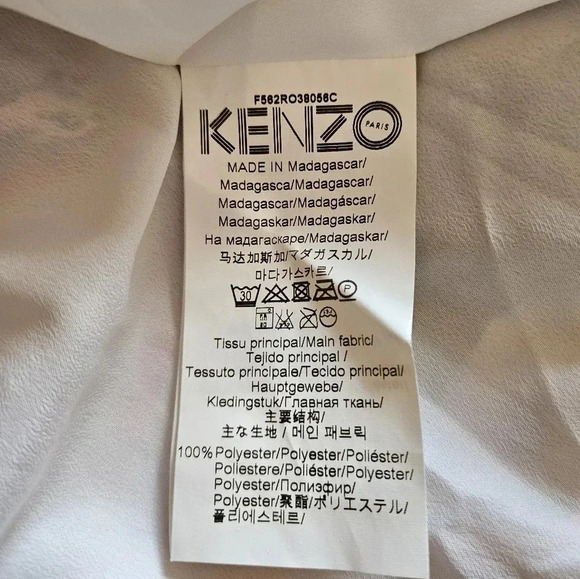 F562RO38056C
KENZO
PARIS
MADE IN Madagascar/
Madagasca/Madagascar/
Madagascar/Madagáscar/
Madagaskar/Madagaskar/
На мадагаскаре/Madagaskar/
马达加斯加/マダガスカル/
마다가스카르/
30
P
Tissu principal/Main fabric/
Tejido principal /
Tessuto principale/Tecido principal/
Hauptgewebe/
Kledingstuk/Главная ткань/
主要结构/
主な生地 / 메인 패브릭
100% Polyester/Polyester/Poliéster/
Poliestere/Poliéster/Polyester/
Polyester/Полиэфир/
Polyester/聚酯/ポリエステル/
폴리에스테르/